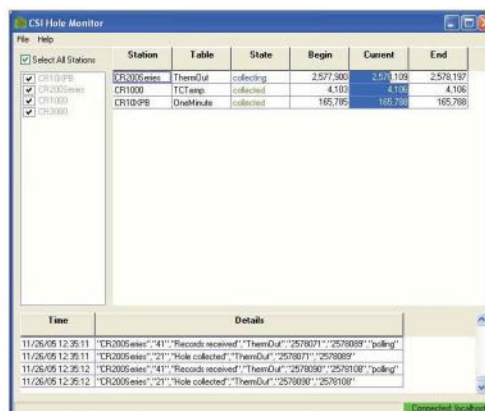 CSI Hole Monitor
File Help
Select All Stations
CR10XPB
CR200Series
CR1000
CR3000
Station Table State Begin Current End
CR200Series ThermOut collecting 2,577,900 2,578,109 2,578,197
CR1000 TCTemp collected 4,103 4,106 4,106
CR10XPB OneMinute collected 165,785 165,788 165,788
Time Details
11/26/05 12:35:11 "CR200Series","41","Records received","ThermOut","2578071","2578089","polling"
11/26/05 12:35:11 "CR200Series","21","Hole collected","ThermOut","2578071","2578089"
11/26/05 12:35:12 "CR200Series","41","Records received","ThermOut","2578090","2578108","polling"
11/26/05 12:35:12 "CR200Series","21","Hole collected","ThermOut","2578090","2578108"
Connected: localhost